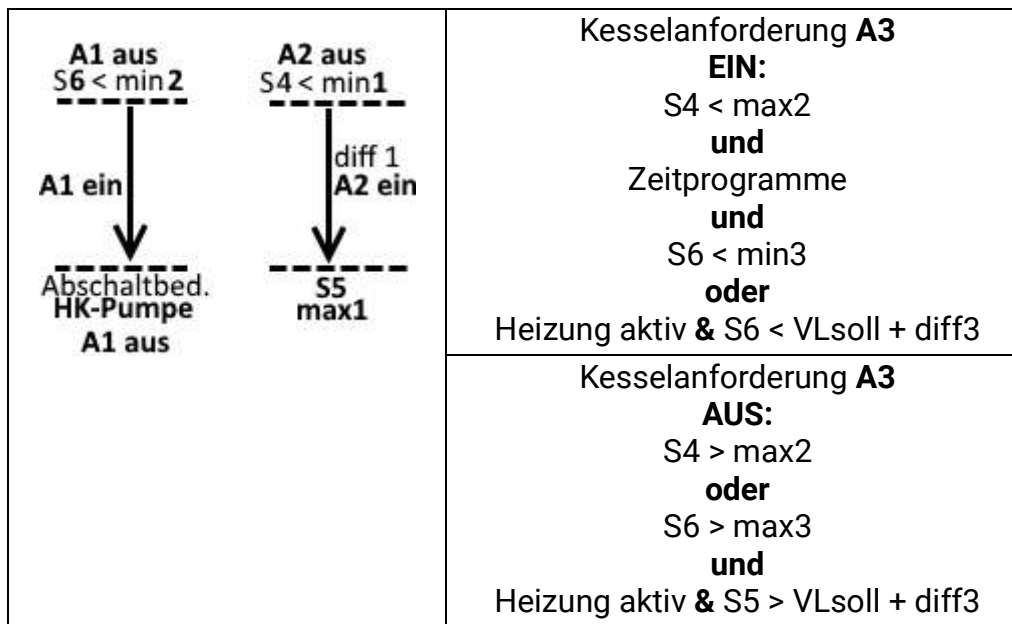 A1 aus
S6 < min2
A1 ein
Abschaltbed.
HK-Pumpe
A1 aus
A2 aus
S4 < min1
diff 1
A2 ein
S5
max1
Kesselanforderung A3
EIN:
S4 < max2
und
Zeitprogramme
und
S6 < min3
oder
Heizung aktiv & S6 < VLsoll + diff3
Kesselanforderung A3
AUS:
S4 > max2
oder
S6 > max3
und
Heizung aktiv & S5 > VLsoll + diff3